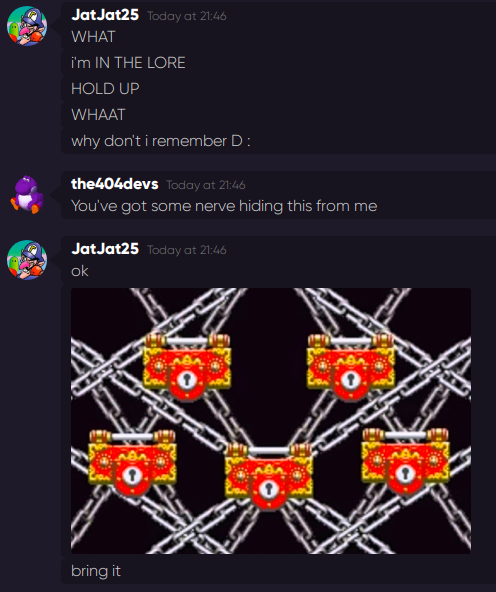 JatJat25 Today at 21:46
WHAT
i'm IN THE LORE
HOLD UP
WHAAT
why don't i remember D :
the404devs Today at 21:46
You've got some nerve hiding this from me
JatJat25 Today at 21:46
ok
bring it